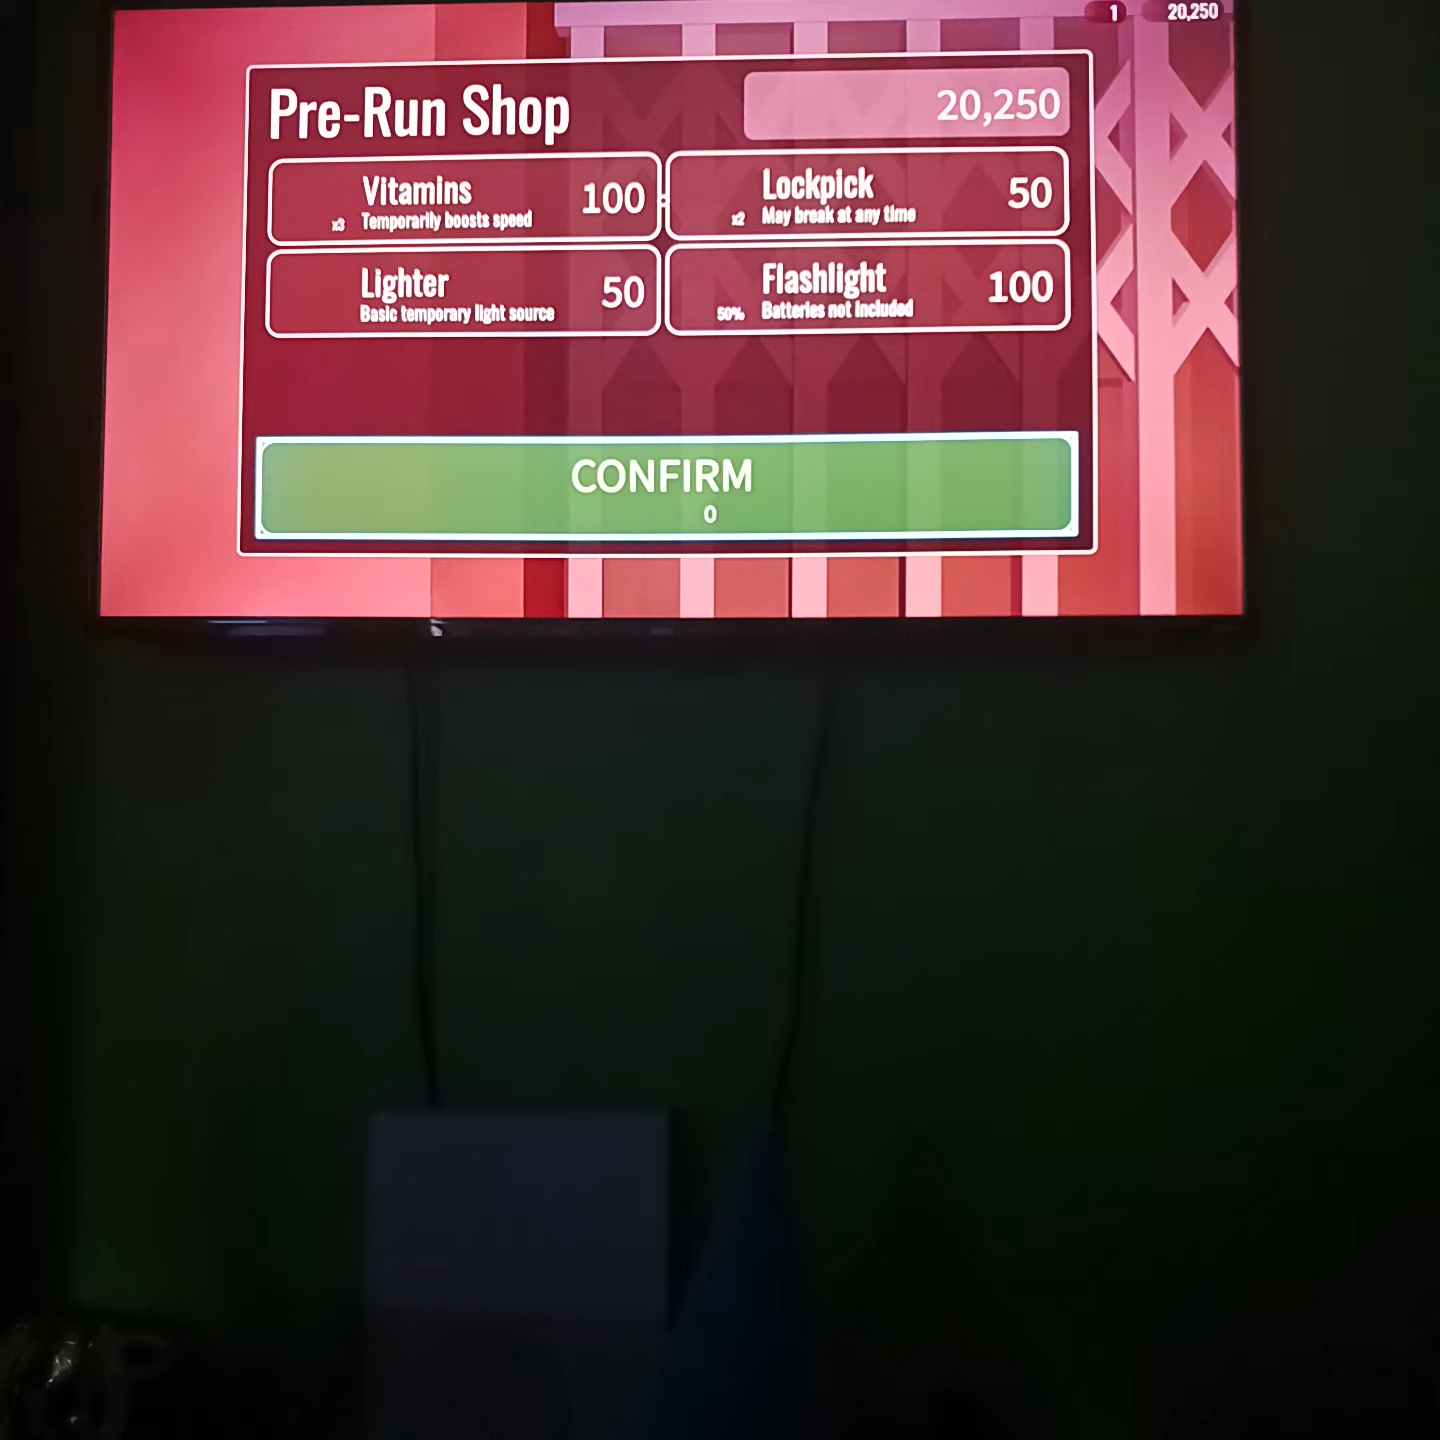 1 20,250
Pre-Run Shop 20,250
Vitamins 100
x3 Temporarily boosts speed
Lockpick 50
x2 May break at any time
Lighter 50
Basic temporary light source
Flashlight 100
50% Batteries not included
CONFIRM
0